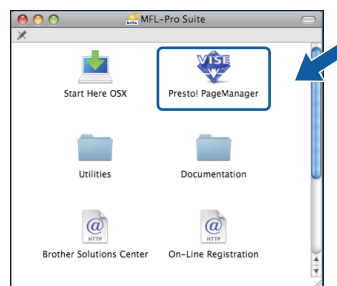 MFL-Pro Suite
VISE
Start Here OSX
Presto! PageManager
Utilities
Documentation
@
HTTP
@
HTTP
Brother Solutions Center
On-Line Registration